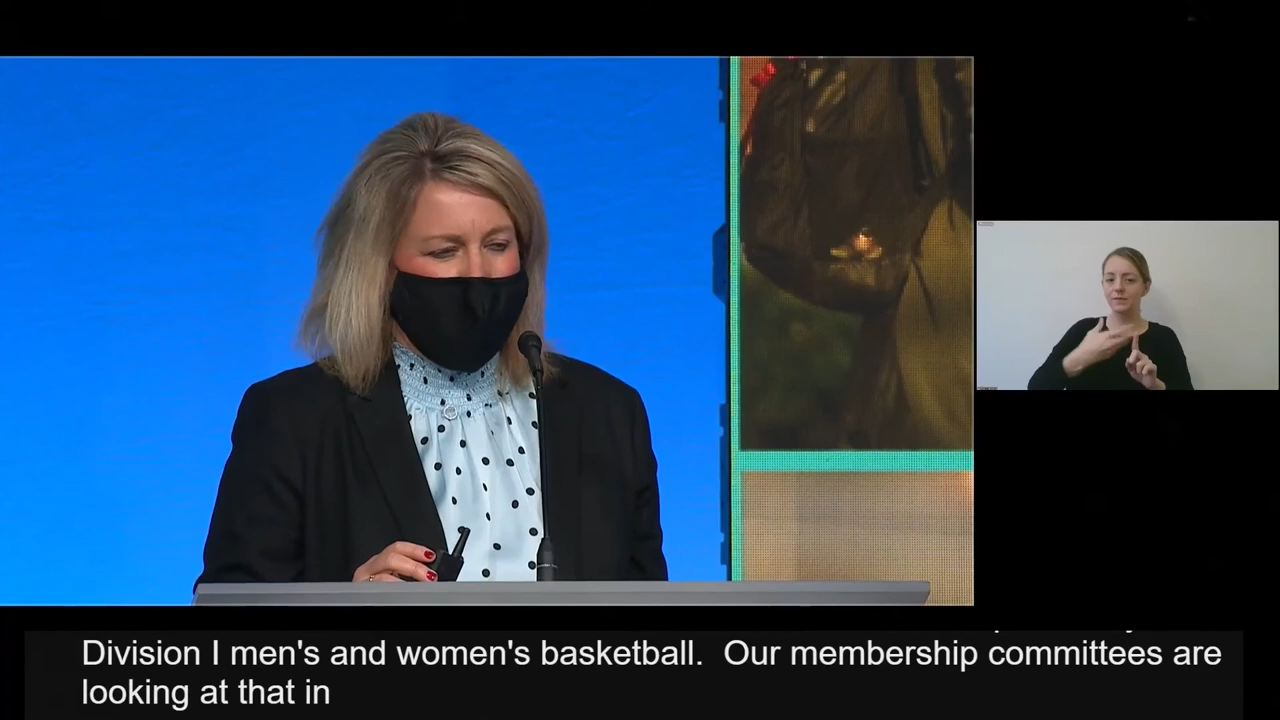 Division I men's and women's basketball.  Our membership committees are
looking at that in